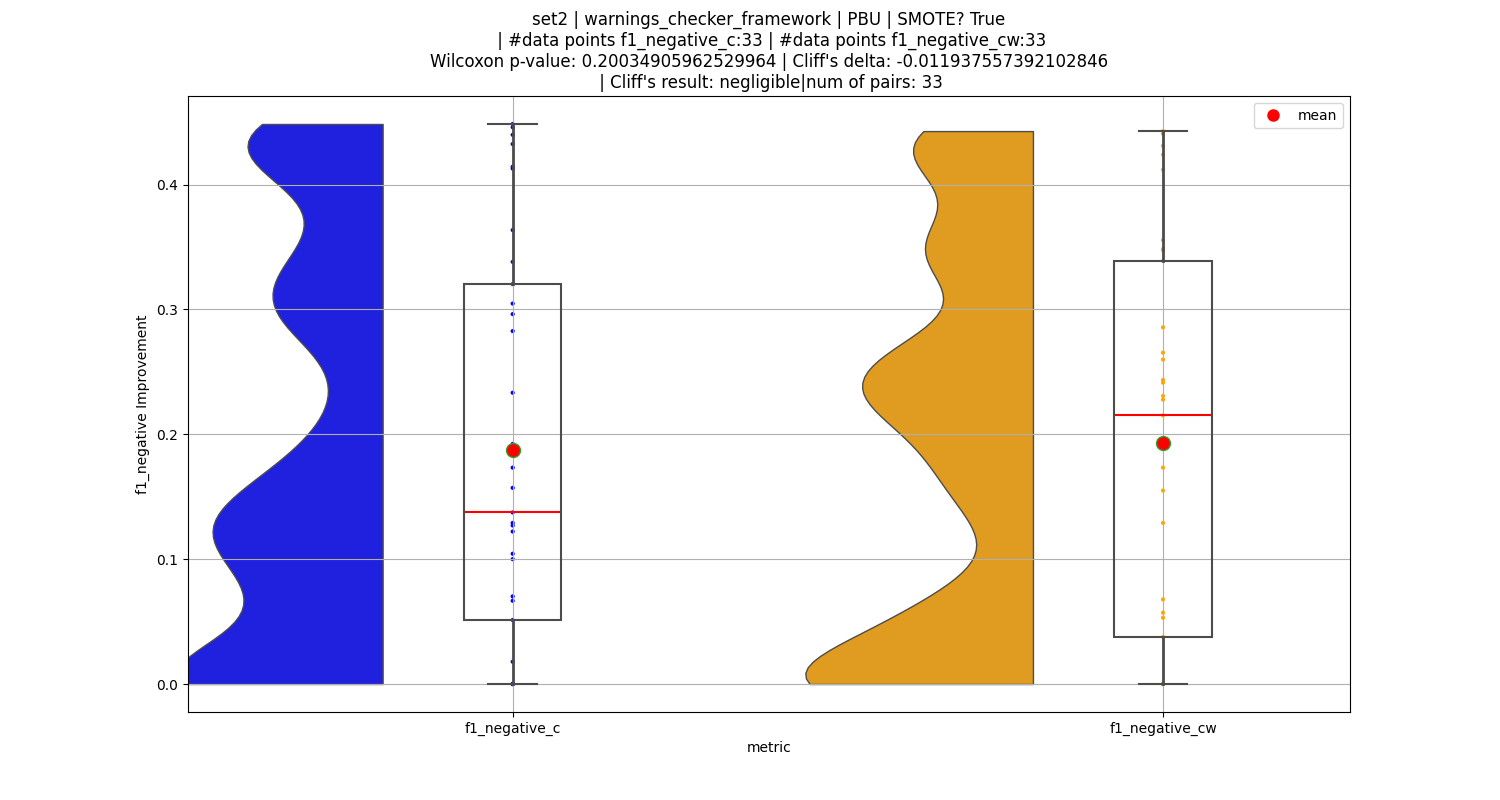 set2 | warnings_checker_framework | PBU | SMOTE? True
| #data points f1_negative_c:33 | #data points f1_negative_cw:33
Wilcoxon p-value: 0.20034905962529964 | Cliff's delta: -0.011937557392102846
| Cliff's result: negligible|num of pairs: 33
mean
0.4
0.3
0.2
0.1
0.0
f1_negative Improvement
f1_negative_c
f1_negative_cw
metric